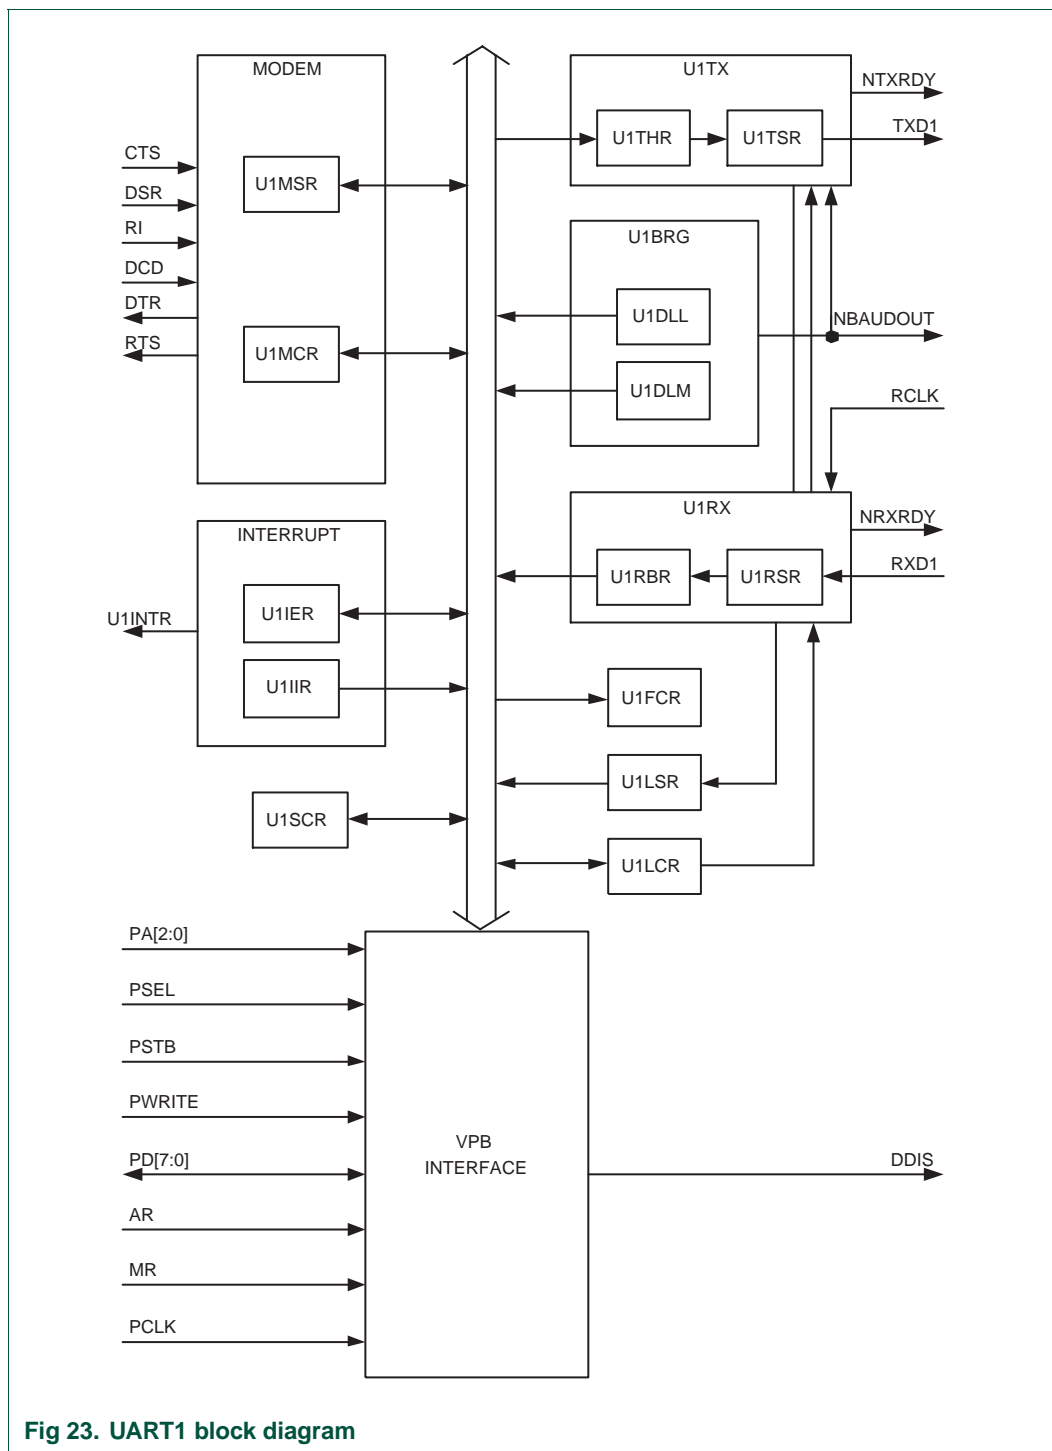 MODEM
U1TX
NTXRDY
TXD1
U1THR
U1TSR
CTS
DSR
RI
DCD
DTR
RTS
U1MSR
U1MCR
U1BRG
U1DLL
U1DLM
NBAUDOUT
RCLK
U1RX
NRXRDY
RXD1
U1RBR
U1RSR
INTERRUPT
U1INTR
U1IER
U1IIR
U1FCR
U1LSR
U1SCR
U1LCR
PA[2:0]
PSEL
PSTB
PWRITE
PD[7:0]
AR
MR
PCLK
VPB
INTERFACE
DDIS
Fig 23. UART1 block diagram